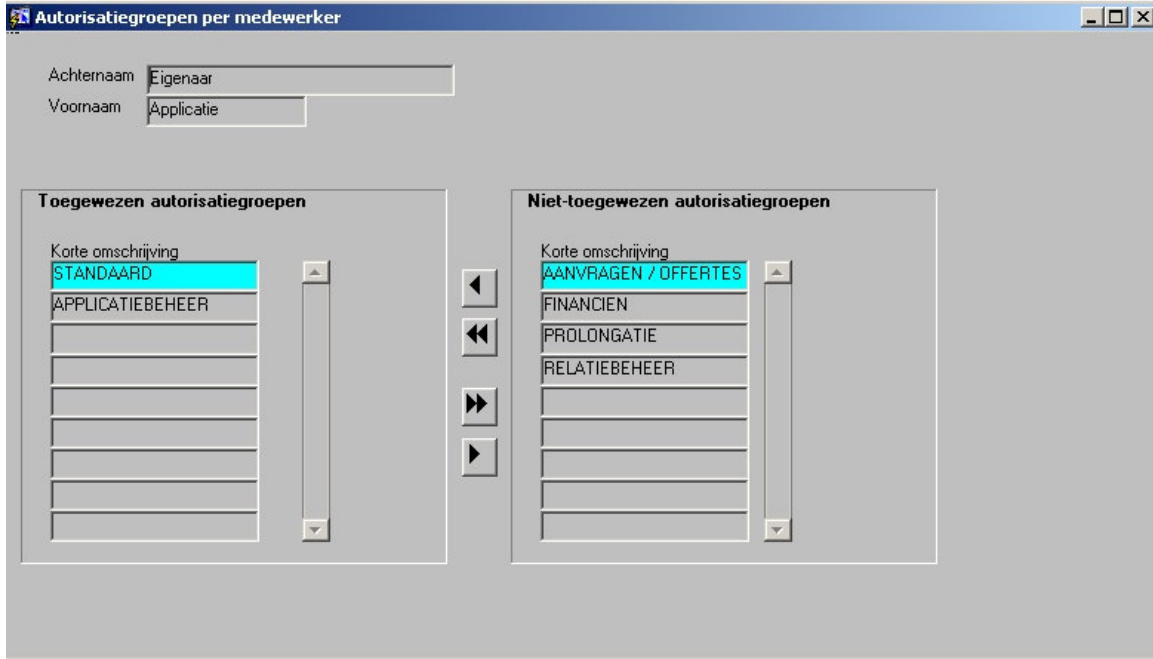 Autorisatiegroepen per medewerker
Achternaam Eigenaar
Voornaam Applicatie
Toegewezen autorisatiegroepen
Korte omschrijving
STANDAARD
APPLICATIEBEHEER
Niet-toegewezen autorisatiegroepen
Korte omschrijving
AANVRAGEN / OFFERTES
FINANCIEN
PROLONGATIE
RELATIEBEHEER